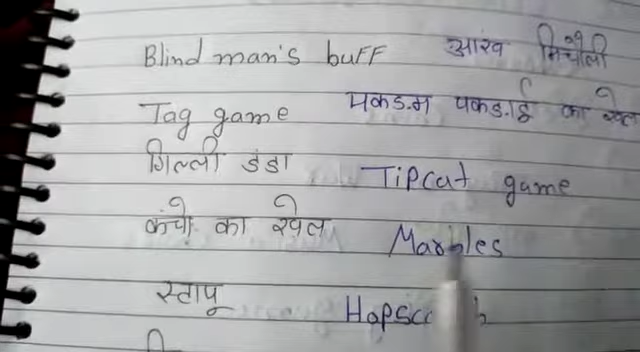 Blind man's buff आंख मिचौली
Tag game पकड़म पकड़ाई का खेल
गिल्ली डंडा Tipcat game
कंचो का खेल Marbles
स्टापू